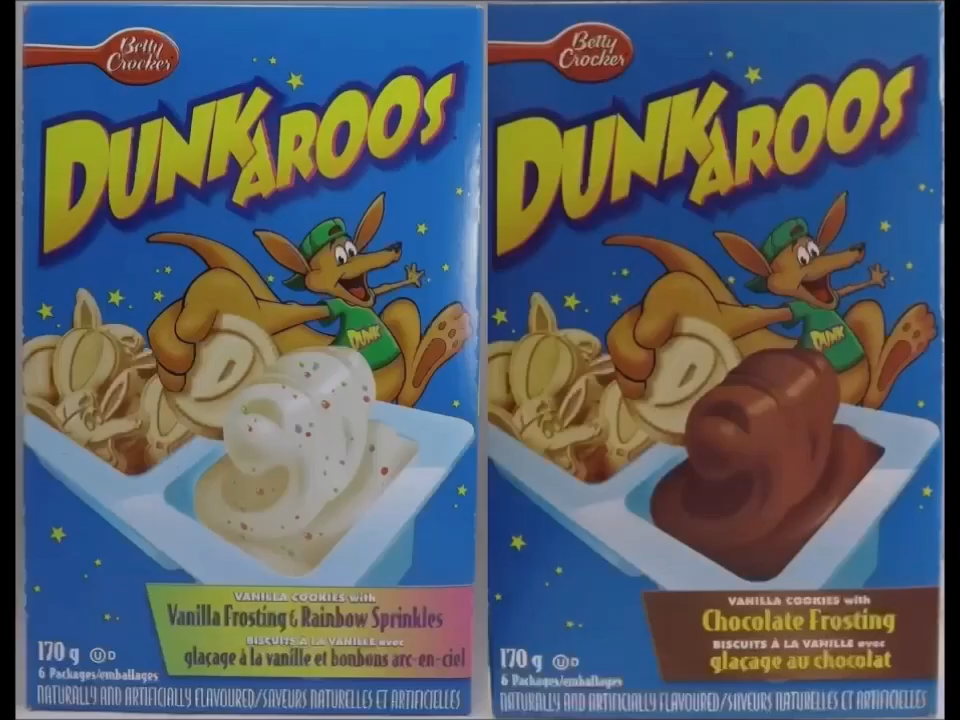 Betty
Crocker
DUNKAROOS
DUNK
D
VANILLA COOKIES with
Vanilla Frosting & Rainbow Sprinkles
BISCUITS À LA VANILLE avec
glaçage à la vanille et bonbons arc-en-ciel
170 g U D
6 Packages/emballages
NATURALLY AND ARTIFICIALLY FLAVOURED/SAVEURS NATURELLES ET ARTIFICIELLES
Betty
Crocker
DUNKAROOS
DUNK
D
VANILLA COOKIES with
Chocolate Frosting
BISCUITS À LA VANILLE avec
glaçage au chocolat
170 g U D
6 Packages/emballages
NATURALLY AND ARTIFICIALLY FLAVOURED/SAVEURS NATURELLES ET ARTIFICIELLES